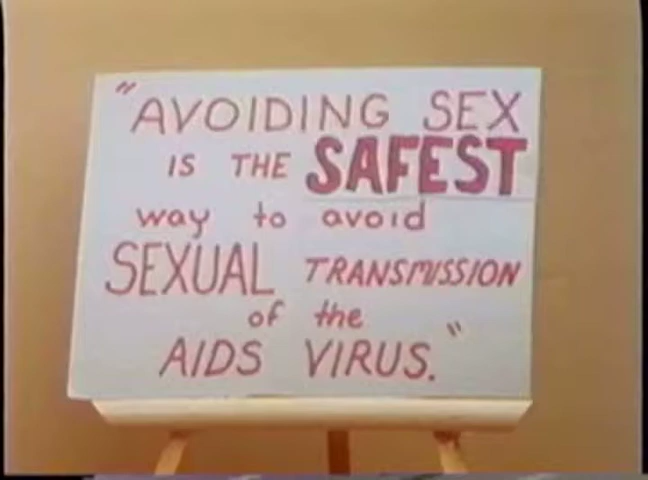 "AVOIDING SEX
IS THE SAFEST
way to avoid
SEXUAL TRANSMISSION
of the
AIDS VIRUS."